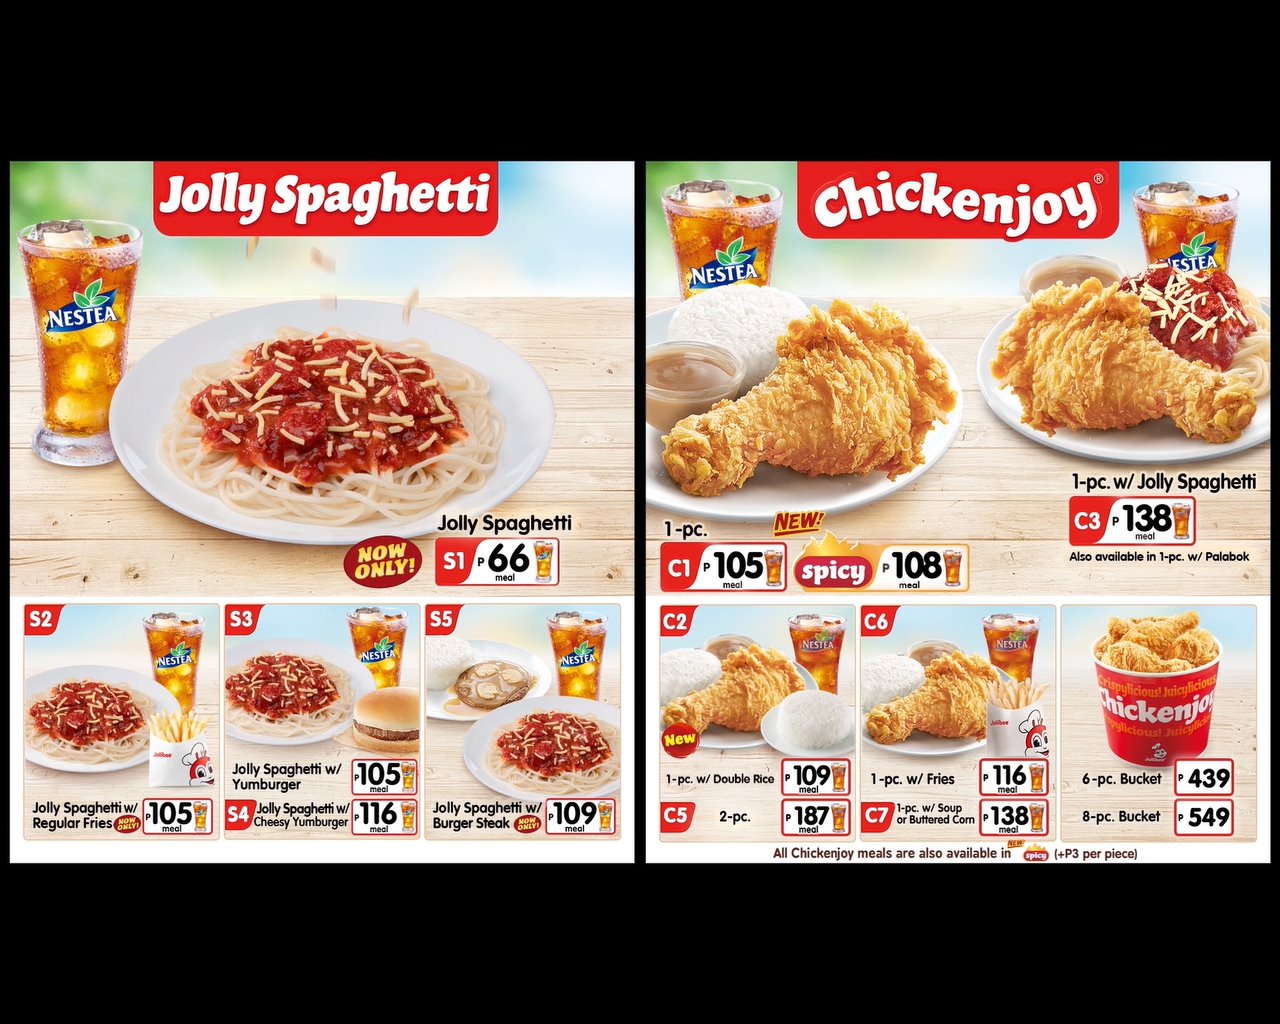 Jolly Spaghetti
NESTEA
Jolly Spaghetti
NOW
ONLY!
S1 P 66
meal
S2
NESTEA
Jollibee
Jolly Spaghetti w/
Regular Fries NOW ONLY!
P 105
meal
S3
NESTEA
Jolly Spaghetti w/
Yumburger
P 105
meal
S4 Jolly Spaghetti w/
Cheesy Yumburger
P 116
meal
S5
NESTEA
Jolly Spaghetti w/
Burger Steak NOW ONLY!
P 109
meal
Chickenjoy®
NESTEA
NESTEA
1-pc. w/ Jolly Spaghetti
C3 P 138
meal
Also available in 1-pc. w/ Palabok
1-pc.
C1 P 105
meal
NEW!
spicy P 108
meal
C2
NESTEA
New
1-pc. w/ Double Rice P 109
meal
C5 2-pc. P 187
meal
C6
NESTEA
Jollibee
1-pc. w/ Fries P 116
meal
C7 1-pc. w/ Soup
or Buttered Corn
P 138
meal
Crispylicious! Juicylicious
Chickenjo
ispylicious! Juicylicio
Jollibee
6-pc. Bucket P 439
8-pc. Bucket P 549
All Chickenjoy meals are also available in NEW! spicy (+P3 per piece)